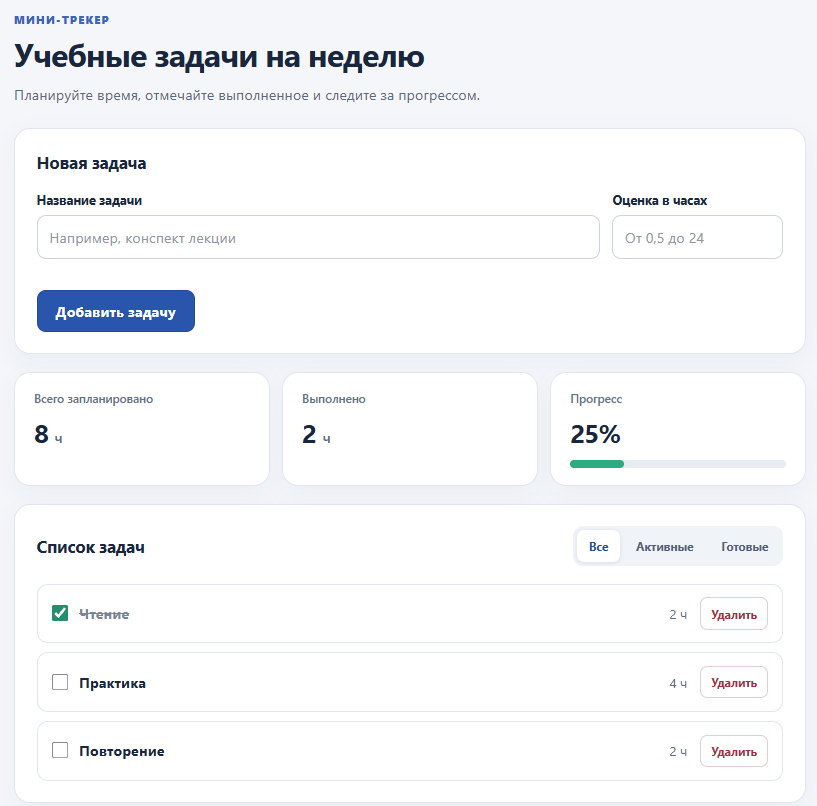 МИНИ-ТРЕКЕР
Учебные задачи на неделю
Планируйте время, отмечайте выполненное и следите за прогрессом.
Новая задача
Название задачи
Оценка в часах
Например, конспект лекции
От 0,5 до 24
Добавить задачу
Всего запланировано
8 ч
Выполнено
2 ч
Прогресс
25%
Список задач
Все Активные Готовые
Чтение 2 ч Удалить
Практика 4 ч Удалить
Повторение 2 ч Удалить